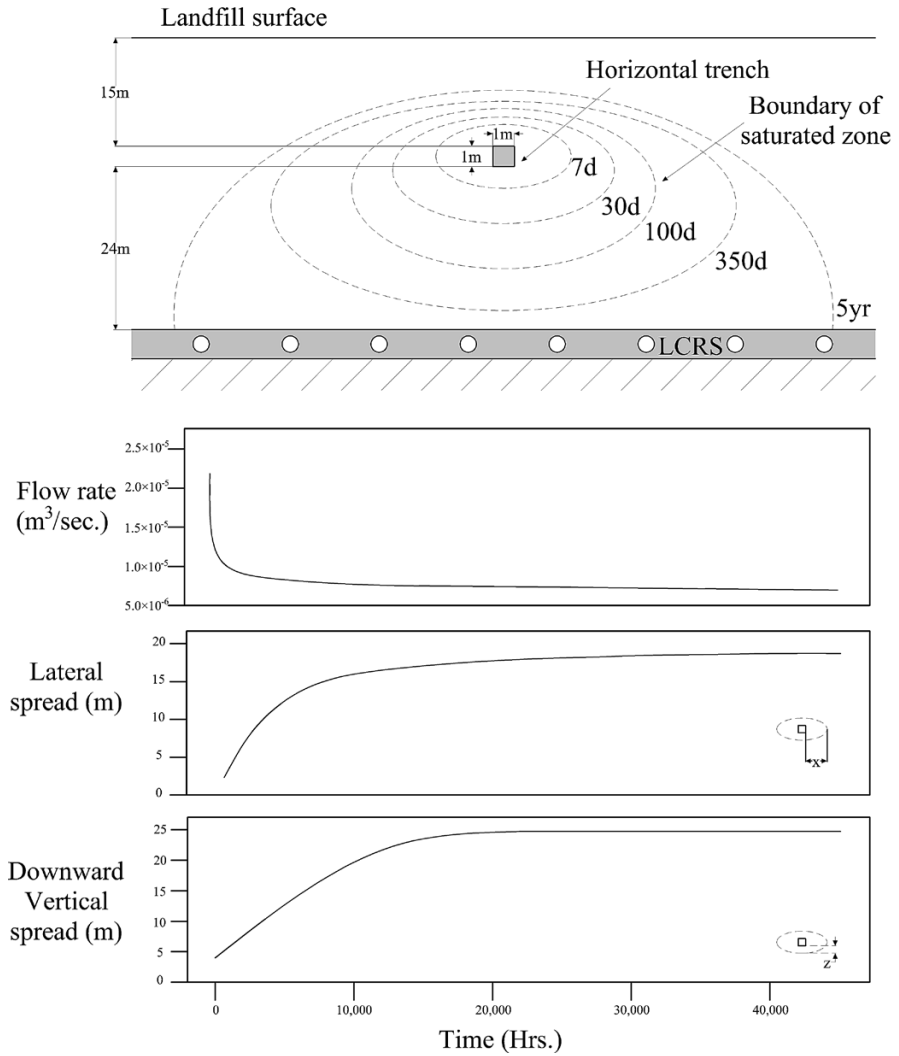 Landfill surface
15m
Horizontal trench
Boundary of
saturated zone
1m
1m
7d
30d
100d
24m
350d
5yr
LCRS
2.5×10⁻⁵
Flow rate
(m³/sec.)
2.0×10⁻⁵
1.5×10⁻⁵
1.0×10⁻⁵
5.0×10⁻⁶
20
Lateral
spread (m)
15
10
5
x
0
25
Downward
Vertical
spread (m)
20
15
10
5
z
0
0
10,000
20,000
30,000
40,000
Time (Hrs.)